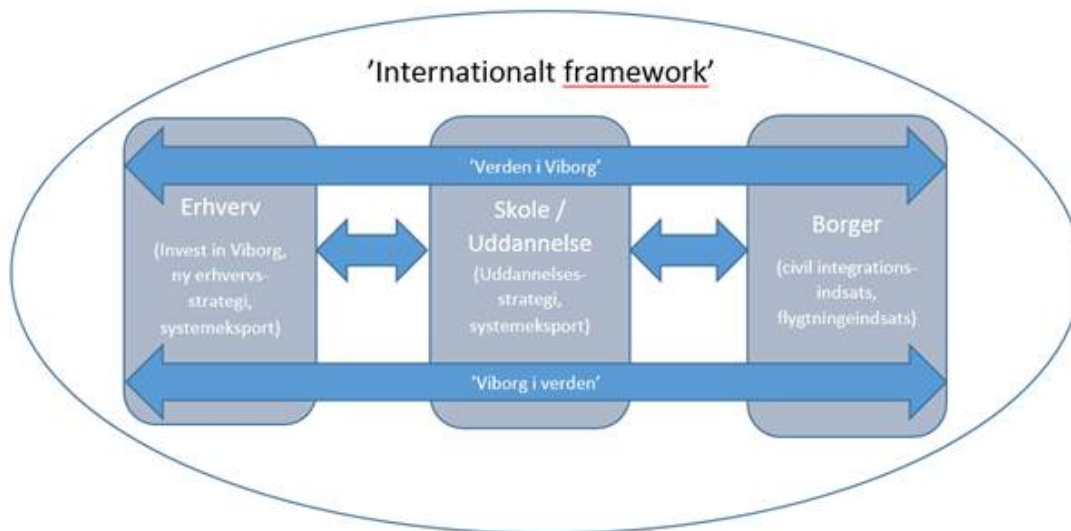 ’Internationalt framework’
’Verden i Viborg’
Erhverv
(Invest in Viborg,
ny erhvervs-
strategi,
systemeksport)
Skole /
Uddannelse
(Uddannelses-
strategi,
systemeksport)
Borger
(civil integrations-
indsats,
flygtningeindsats)
’Viborg i verden’